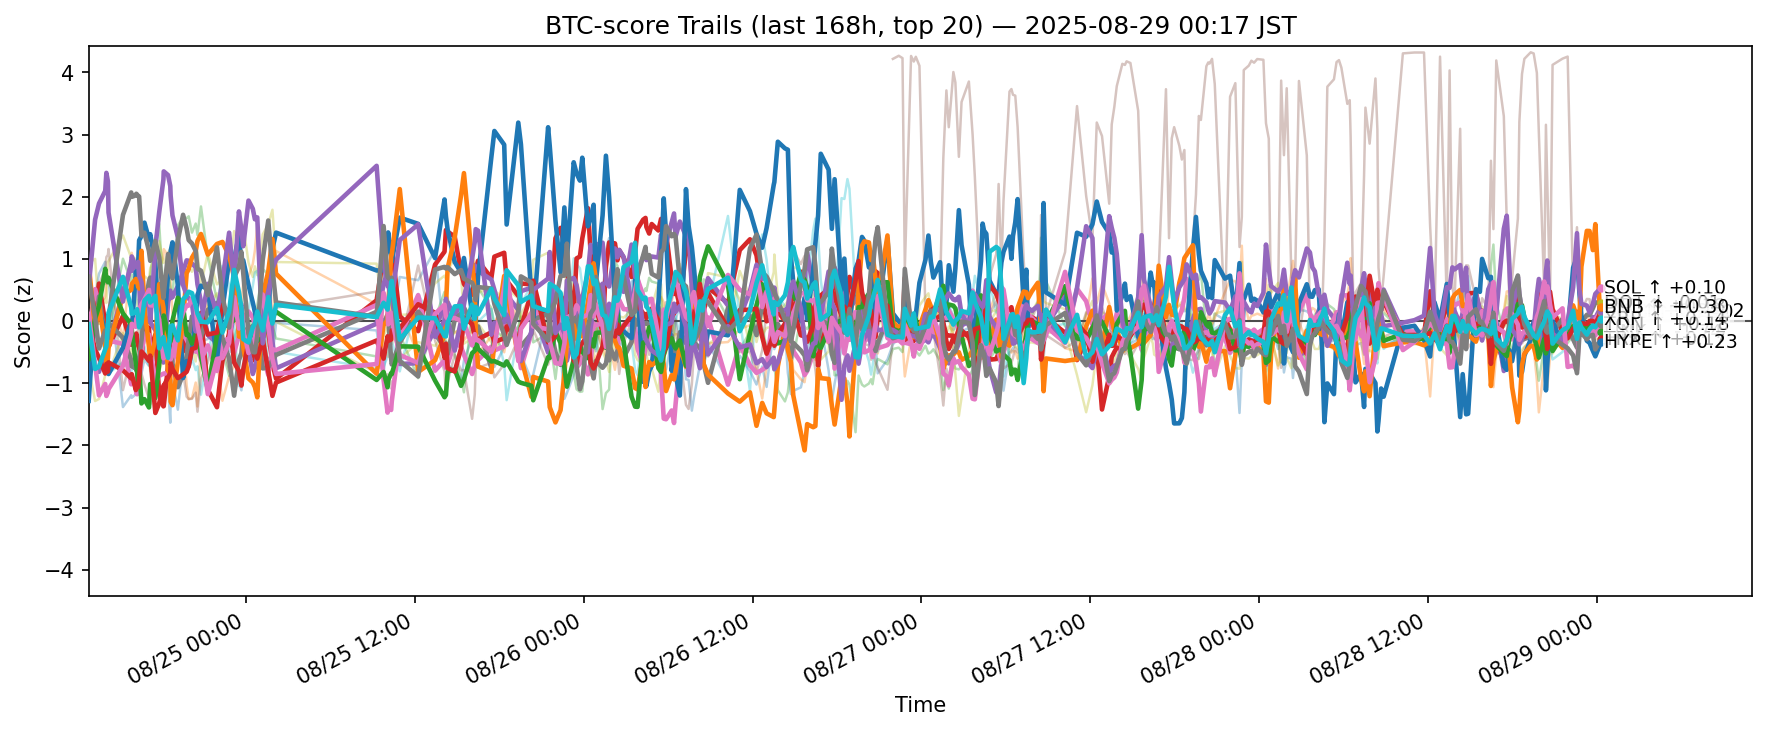 BTC-score Trails (last 168h, top 20) — 2025-08-29 00:17 JST
Score (z)
4
3
2
1
0
−1
−2
−3
−4
SOL ↑ +0.10
BNB ↑ +0.30
XRP ↑ +0.14
HYPE ↑ +0.23
08/25 00:00
08/25 12:00
08/26 00:00
08/26 12:00
08/27 00:00
08/27 12:00
08/28 00:00
08/28 12:00
08/29 00:00
Time